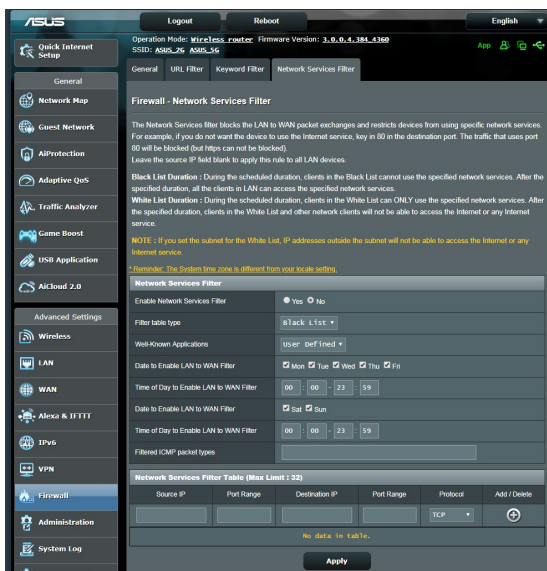 ASUS
Logout
Reboot
English
Operation Mode: Wireless router Firmware Version: 3.0.0.4.384_4360
SSID: ASUS_2G ASUS_5G
App
Quick Internet
Setup
General
Network Map
Guest Network
AiProtection
Adaptive QoS
Traffic Analyzer
Game Boost
USB Application
AiCloud 2.0
Advanced Settings
Wireless
LAN
WAN
Alexa & IFTTT
IPv6
VPN
Firewall
Administration
System Log
General URL Filter Keyword Filter Network Services Filter
Firewall - Network Services Filter
The Network Services filter blocks the LAN to WAN packet exchanges and restricts devices from using specific network services.
For example, if you do not want the device to use the Internet service, key in 80 in the destination port. The traffic that uses port
80 will be blocked (but https can not be blocked).
Leave the source IP field blank to apply this rule to all LAN devices.
Black List Duration : During the scheduled duration, clients in the Black List cannot use the specified network services. After the
specified duration, all the clients in LAN can access the specified network services.
White List Duration : During the scheduled duration, clients in the White List can ONLY use the specified network services. After
the specified duration, clients in the White List and other network clients will not be able to access the Internet or any Internet
service.
NOTE : If you set the subnet for the White List, IP addresses outside the subnet will not be able to access the Internet or any
Internet service.
* Reminder: The System time zone is different from your locale setting.
Network Services Filter
Enable Network Services Filter Yes No
Filter table type Black List
Well-Known Applications User Defined
Date to Enable LAN to WAN Filter Mon Tue Wed Thu Fri
Time of Day to Enable LAN to WAN Filter 00 : 00 - 23 : 59
Date to Enable LAN to WAN Filter Sat Sun
Time of Day to Enable LAN to WAN Filter 00 : 00 - 23 : 59
Filtered ICMP packet types
Network Services Filter Table (Max Limit : 32)
Source IP Port Range Destination IP Port Range Protocol Add / Delete
TCP
No data in table.
Apply